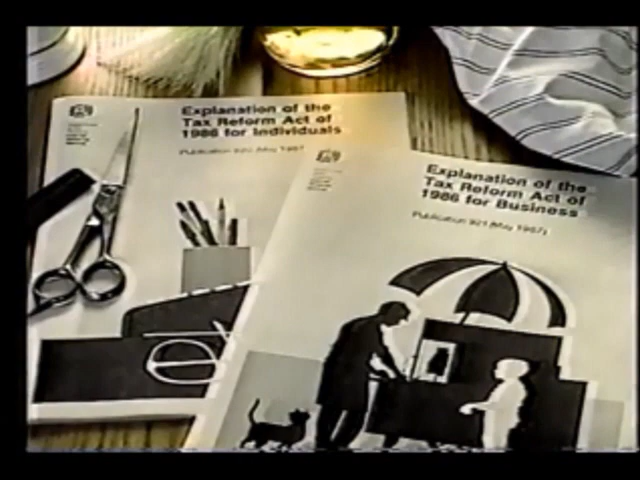 Explanation of the
Tax Reform Act of
1986 for Individuals
Publication 920 (May 1987)
Explanation of the
Tax Reform Act of
1986 for Business
Publication 921 (May 1987)